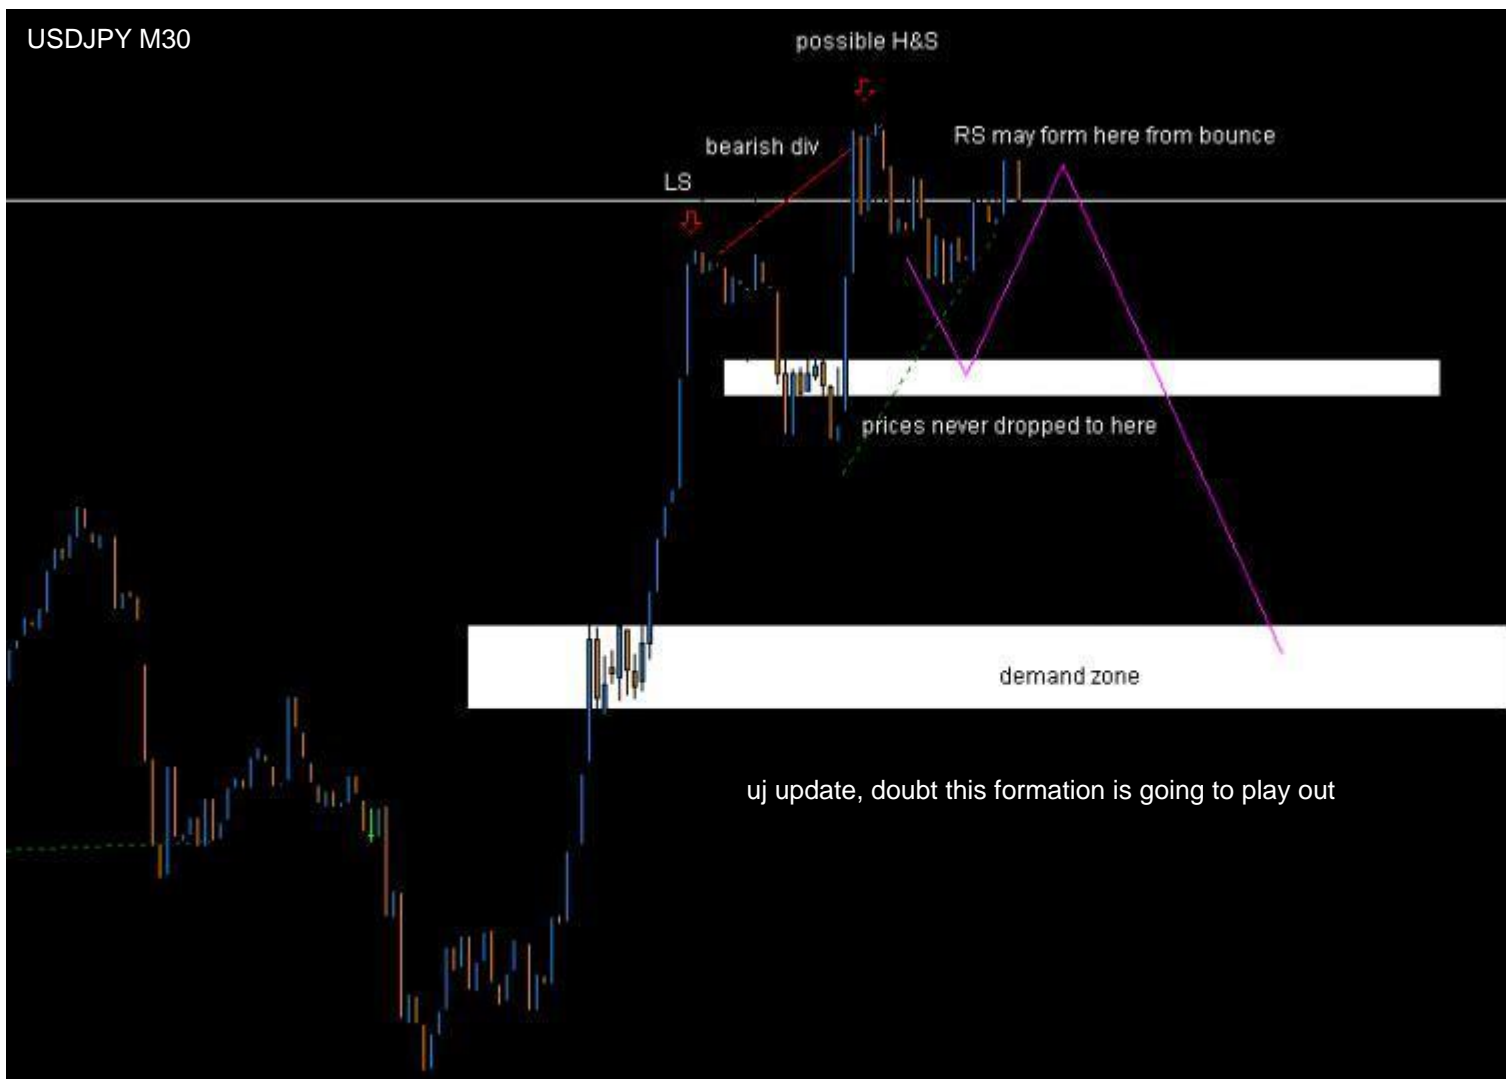 USDJPY M30
possible H&S
bearish div
RS may form here from bounce
LS
prices never dropped to here
demand zone
uj update, doubt this formation is going to play out